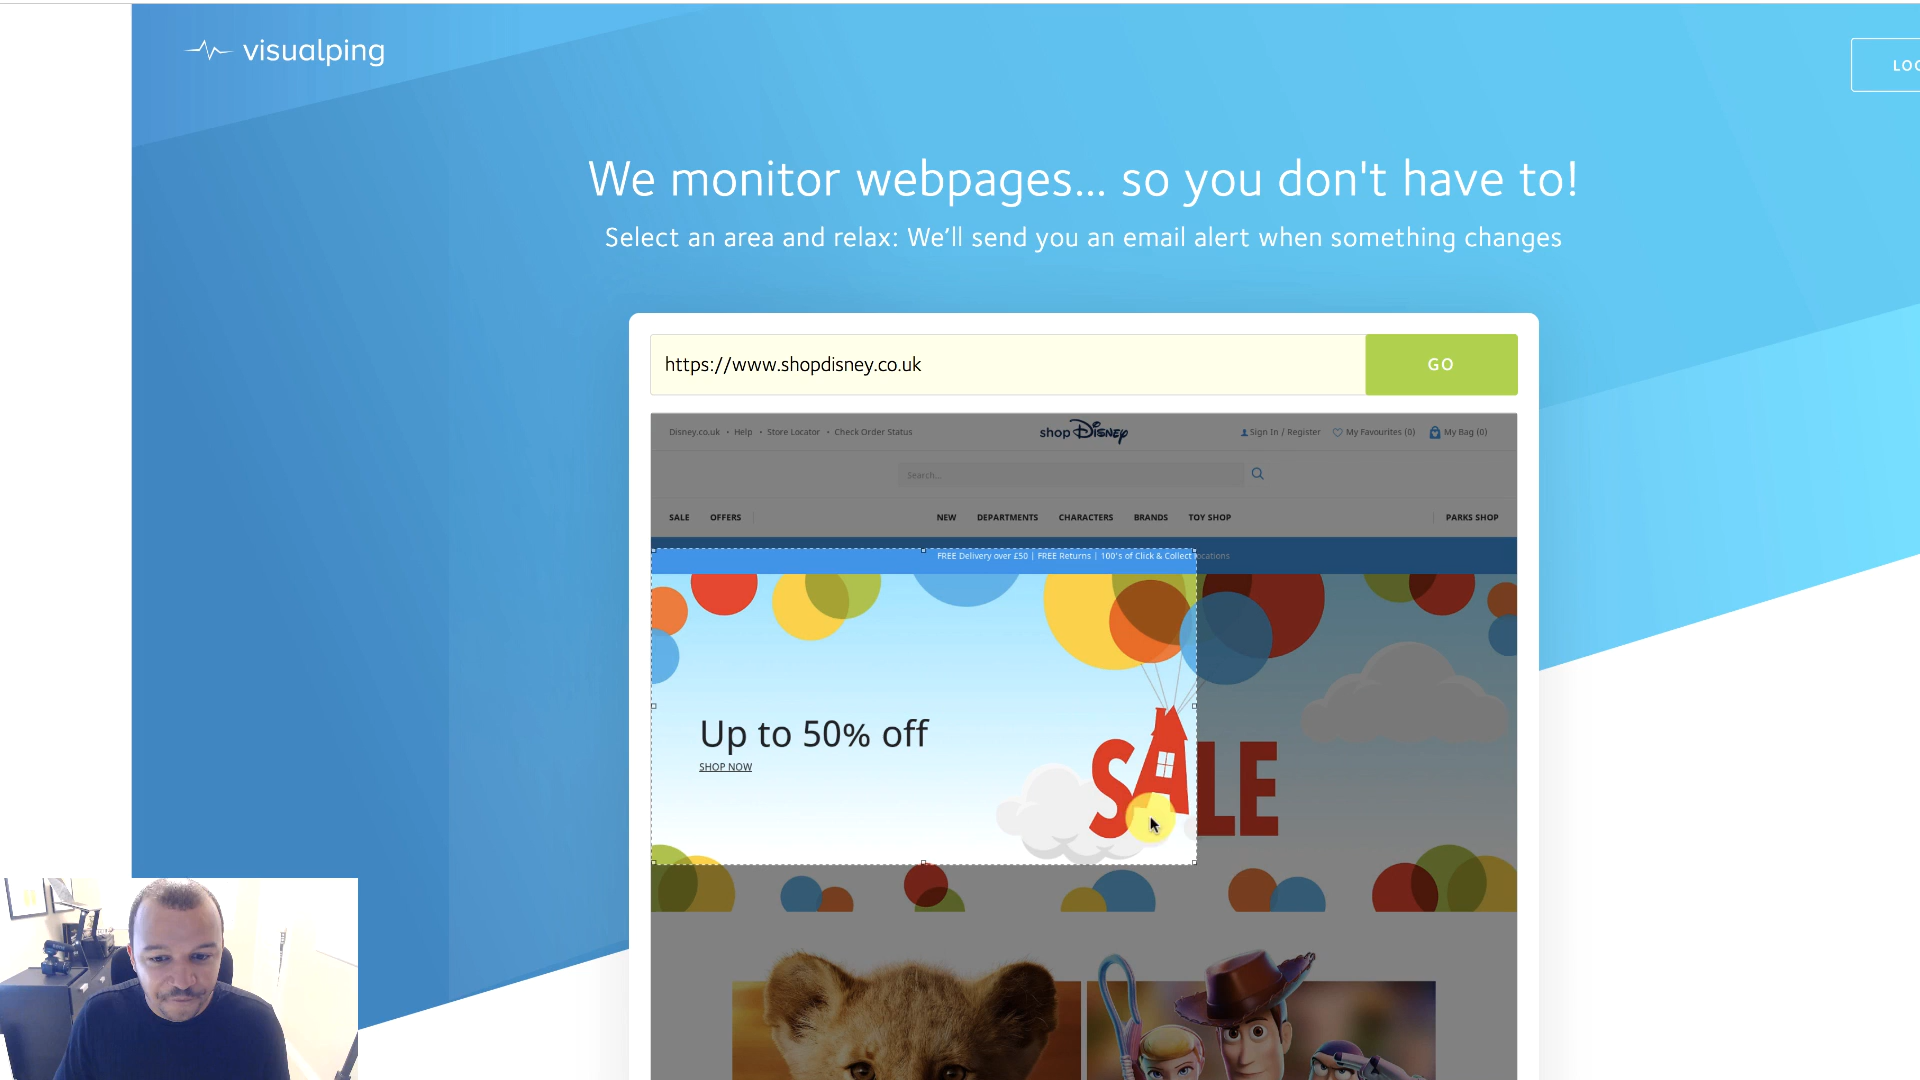 visualping
LOG
We monitor webpages... so you don't have to!
Select an area and relax: We'll send you an email alert when something changes
https://www.shopdisney.co.uk
GO
Disney.co.uk • Help • Store Locator • Check Order Status
shop Disney
Sign In / Register
My Favourites (0)
My Bag (0)
Search...
SALE OFFERS NEW DEPARTMENTS CHARACTERS BRANDS TOY SHOP PARKS SHOP
FREE Delivery over £50 | FREE Returns | 100's of Click & Collect locations
Up to 50% off
SHOP NOW
SALE